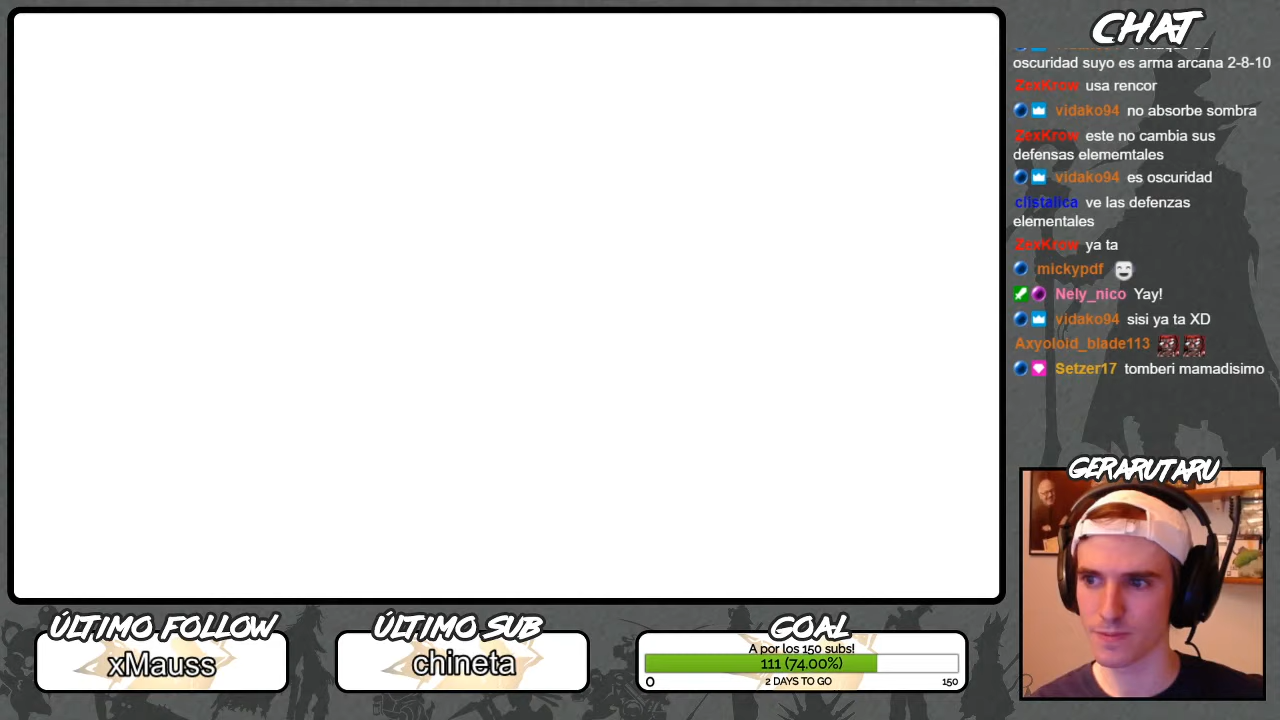 CHAT
oscuridad suyo es arma arcana 2-8-10
ZexKrow usa rencor
vidako94 no absorbe sombra
ZexKrow este no cambia sus
defensas elememtales
vidako94 es oscuridad
clistalica ve las defenzas
elementales
ZexKrow ya ta
mickypdf
Nely_nico Yay!
vidako94 sisi ya ta XD
Axyoloid_blade113
Setzer17 tomberi mamadisimo
GERARUTARU
ÚLTIMO FOLLOW
xMauss
ÚLTIMO SUB
chineta
GOAL
A por los 150 subs!
111 (74.00%)
0 2 DAYS TO GO 150